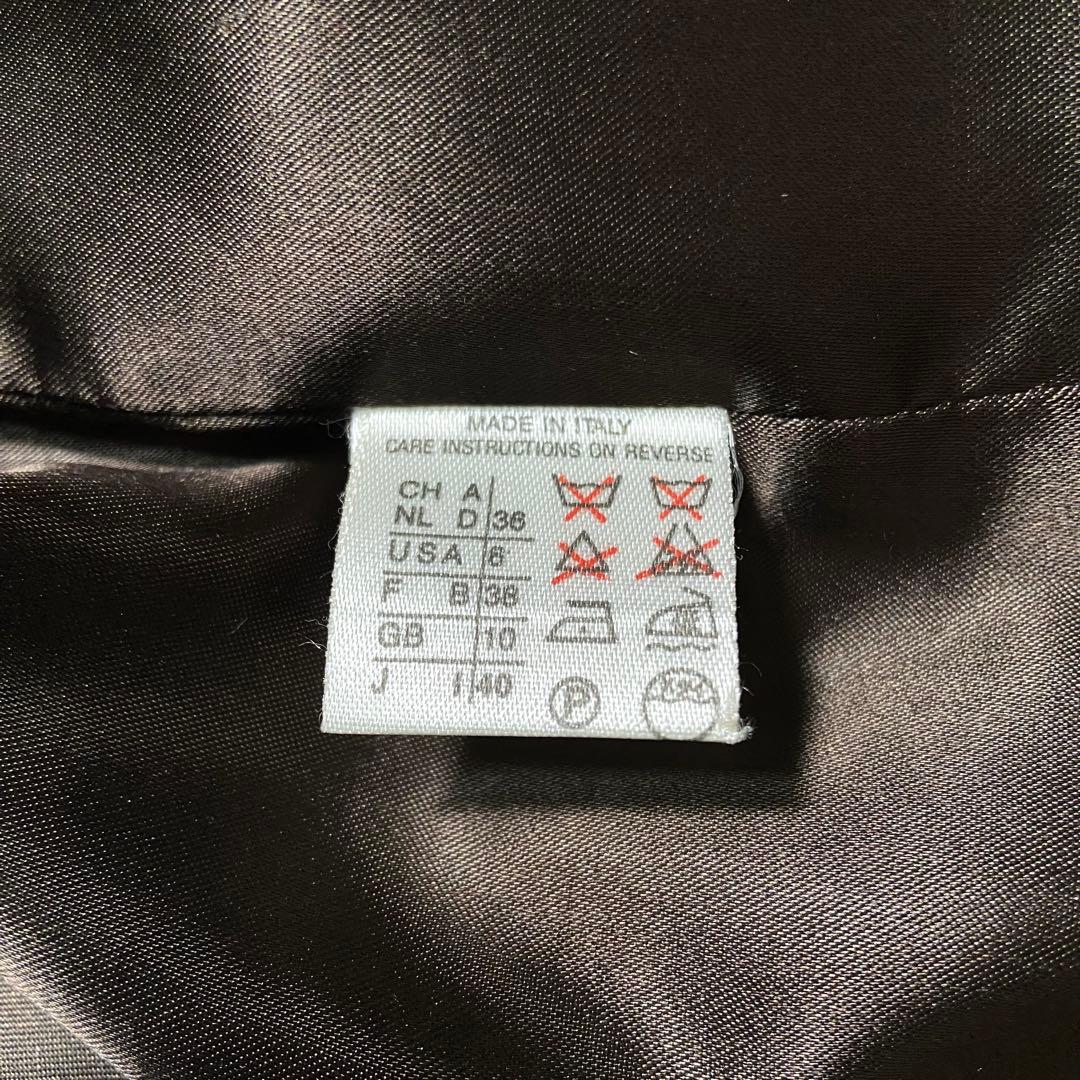 MADE IN ITALY
CARE INSTRUCTIONS ON REVERSE
CH A
NL D 36
USA 6
F B 38
GB 10
J I 40
P